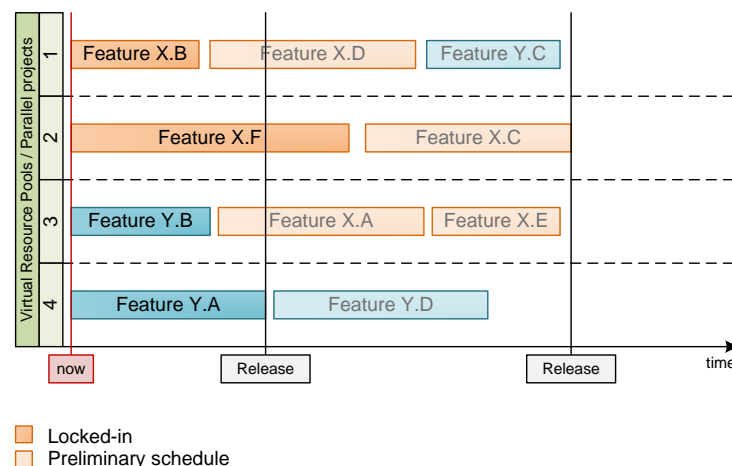 Virtual Resource Pools / Parallel projects
1
Feature X.B
Feature X.D
Feature Y.C
2
Feature X.F
Feature X.C
3
Feature Y.B
Feature X.A
Feature X.E
4
Feature Y.A
Feature Y.D
now
Release
Release
time
Locked-in
Preliminary schedule